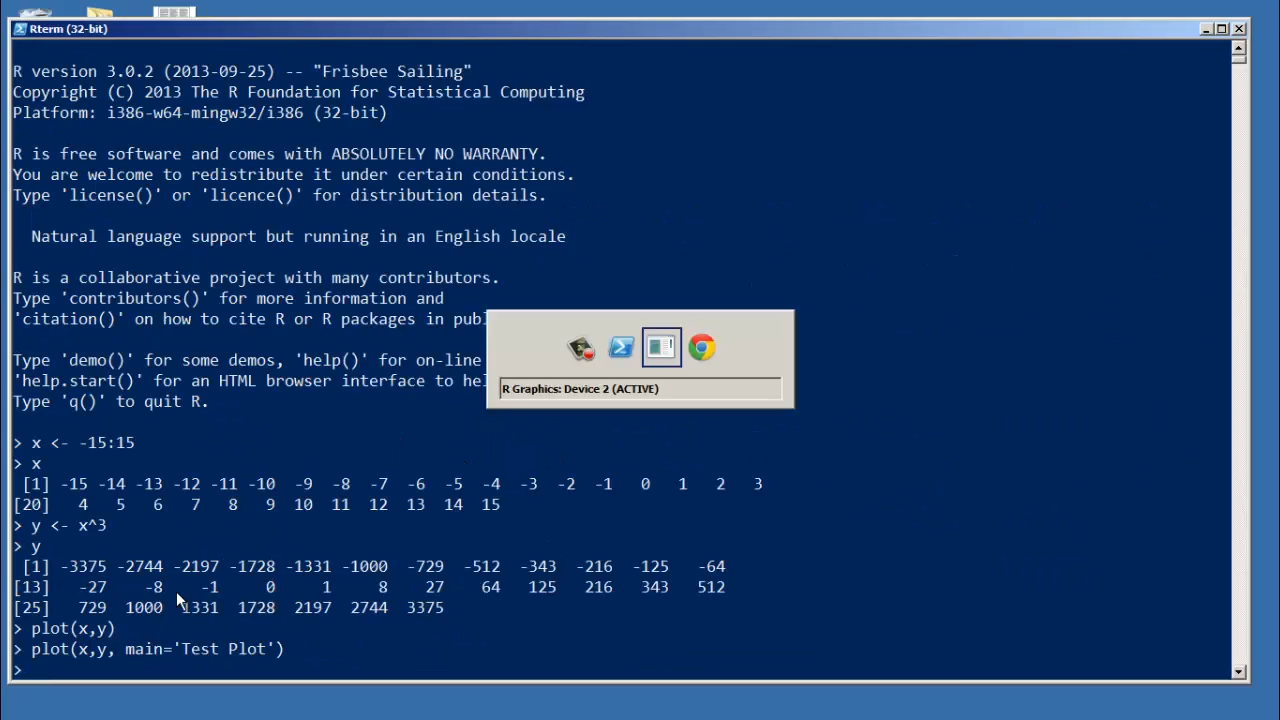 Rterm (32-bit)
R version 3.0.2 (2013-09-25) -- "Frisbee Sailing"
Copyright (C) 2013 The R Foundation for Statistical Computing
Platform: i386-w64-mingw32/i386 (32-bit)
R is free software and comes with ABSOLUTELY NO WARRANTY.
You are welcome to redistribute it under certain conditions.
Type 'license()' or 'licence()' for distribution details.
Natural language support but running in an English locale
R is a collaborative project with many contributors.
Type 'contributors()' for more information and
'citation()' on how to cite R or R packages in publ
Type 'demo()' for some demos, 'help()' for on-line
'help.start()' for an HTML browser interface to hel
Type 'q()' to quit R.
R Graphics: Device 2 (ACTIVE)
> x <- -15:15
> x
[1] -15 -14 -13 -12 -11 -10 -9 -8 -7 -6 -5 -4 -3 -2 -1 0 1 2 3
[20] 4 5 6 7 8 9 10 11 12 13 14 15
> y <- x^3
> y
[1] -3375 -2744 -2197 -1728 -1331 -1000 -729 -512 -343 -216 -125 -64
[13] -27 -8 -1 0 1 8 27 64 125 216 343 512
[25] 729 1000 1331 1728 2197 2744 3375
> plot(x,y)
> plot(x,y, main='Test Plot')
>